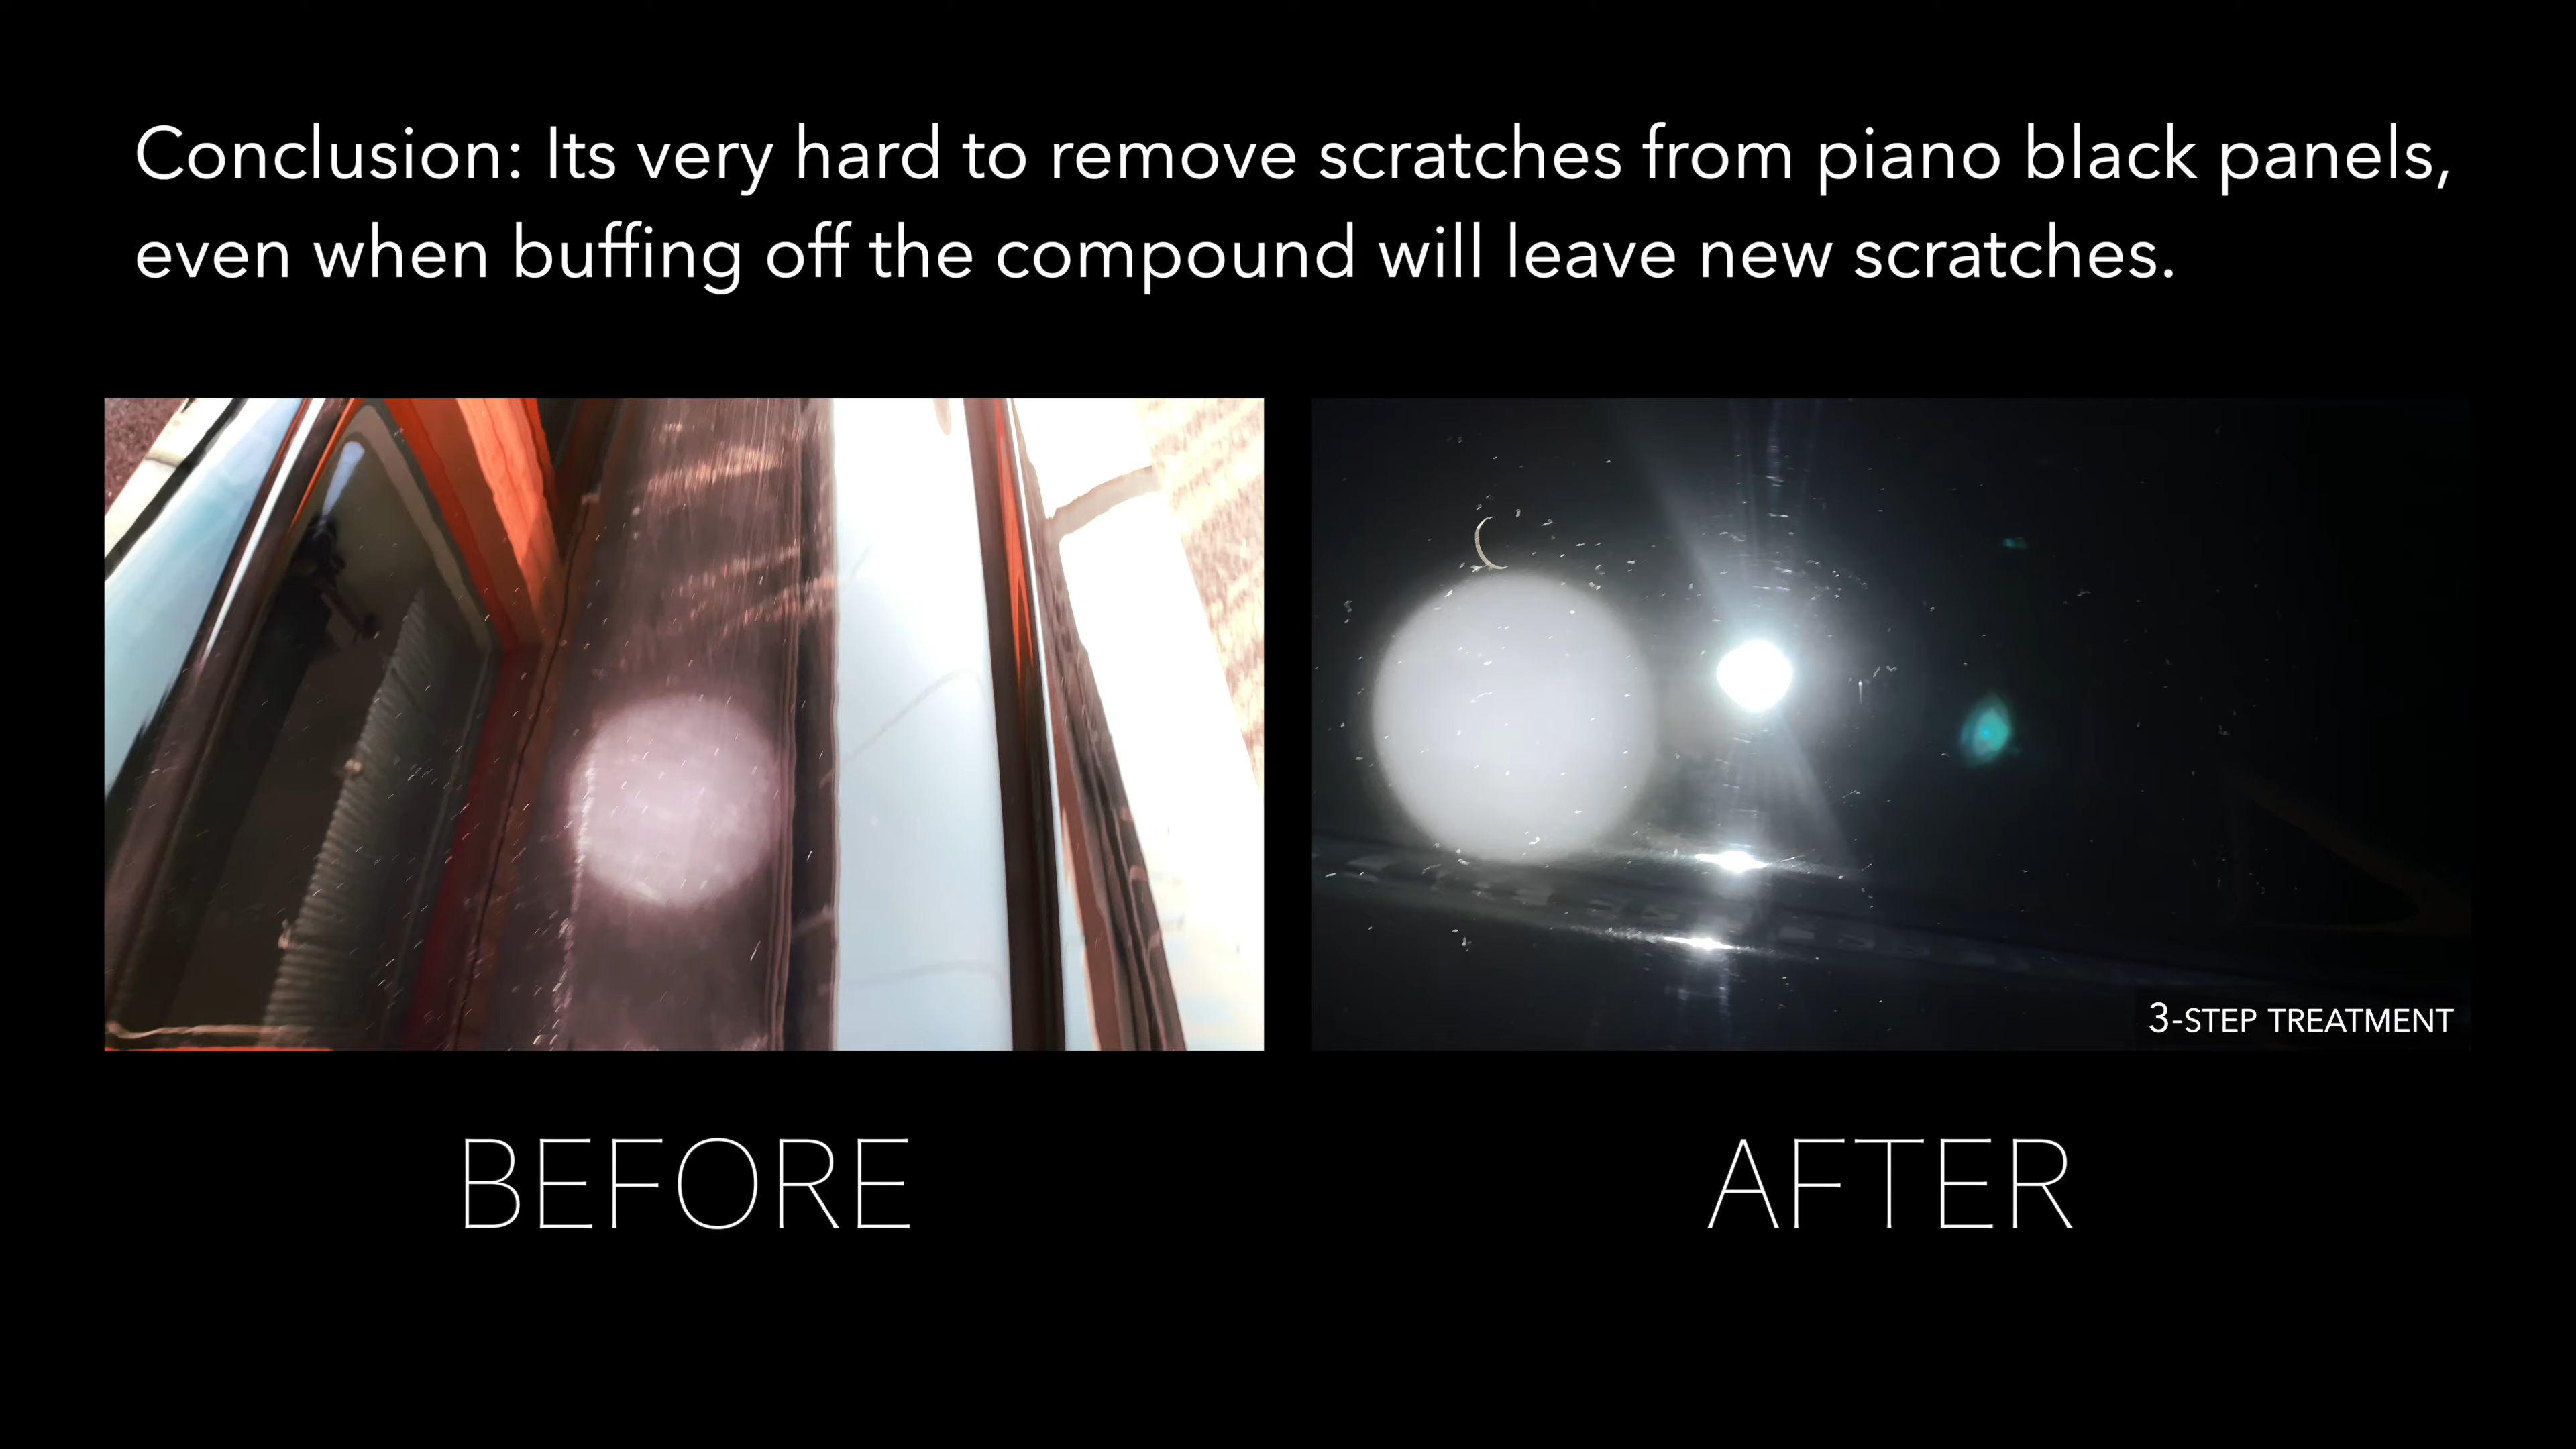 Conclusion: Its very hard to remove scratches from piano black panels,
even when buffing off the compound will leave new scratches.
3-STEP TREATMENT
BEFORE
AFTER